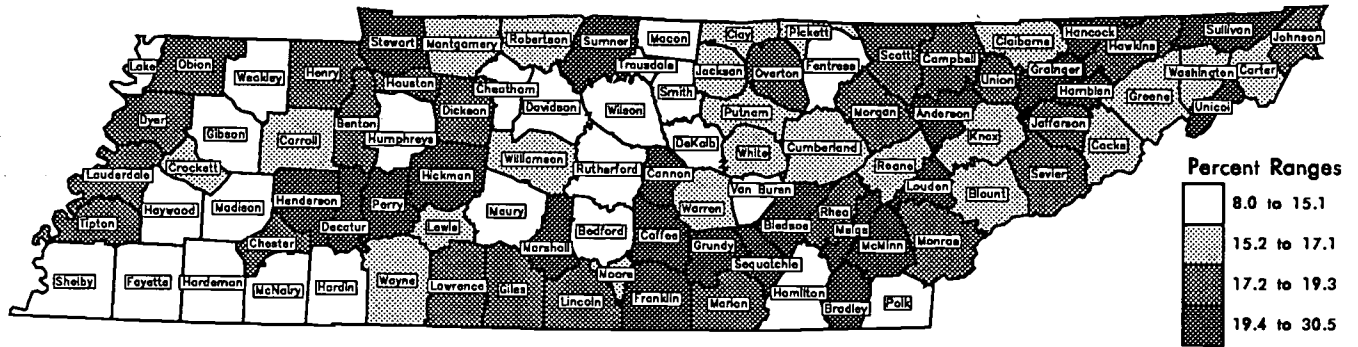 Stewart
Montgomery
Robertson
Sumner
Macon
Clay
Pickett
Scott
Campbell
Claiborne
Hancock
Hawkins
Sullivan
Johnson
Lake
Obion
Weakley
Henry
Houston
Cheatham
Trousdale
Jackson
Overton
Fentress
Union
Grainger
Washington
Carter
Dickson
Davidson
Wilson
Smith
Hamblen
Greene
Unicoi
Dyer
Gibson
Benton
Humphreys
Putnam
Morgan
Anderson
Jefferson
Carroll
Knox
Cocke
Crockett
Williamson
DeKalb
White
Cumberland
Roane
Sevier
Percent Ranges
Lauderdale
Rutherford
Cannon
Hickman
Van Buren
Louden
Blount
8.0 to 15.1
Haywood
Madison
Henderson
Perry
Maury
Warren
Rhea
Tipton
Decatur
Lewis
Bedford
Coffee
Bledsoe
Meigs
McMinn
Monroe
15.2 to 17.1
Chester
Marshall
Grundy
Sequatchie
Shelby
Fayette
Hardeman
McNairy
Hardin
Wayne
Lawrence
Giles
Moore
Lincoln
Franklin
Marion
Hamilton
Bradley
Polk
17.2 to 19.3
19.4 to 30.5